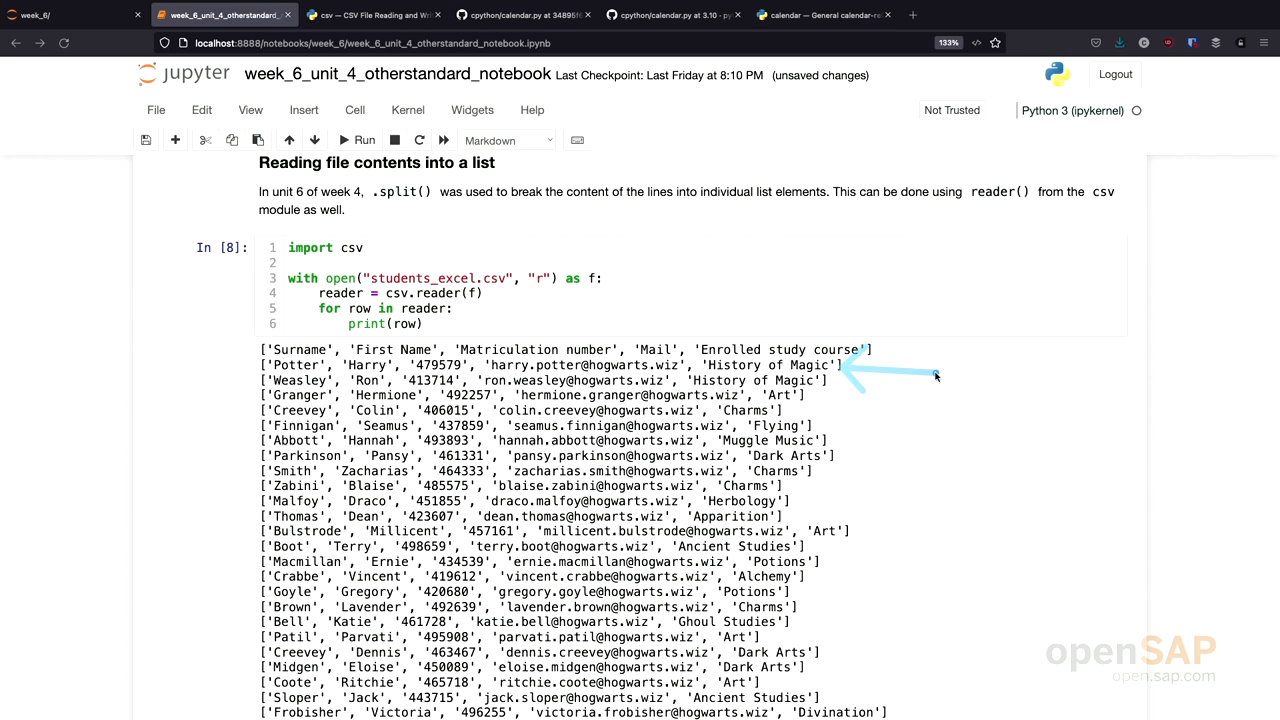 week_6/
week_6_unit_4_otherstandard_
csv — CSV File Reading and Wri
cpython/calendar.py at 34895f6
cpython/calendar.py at 3.10 · py
calendar — General calendar-re
localhost:8888/notebooks/week_6/week_6_unit_4_otherstandard_notebook.ipynb
133%
jupyter week_6_unit_4_otherstandard_notebook Last Checkpoint: Last Friday at 8:10 PM (unsaved changes)
Logout
File Edit View Insert Cell Kernel Widgets Help
Not Trusted
Python 3 (ipykernel)
Run
Markdown
Reading file contents into a list
In unit 6 of week 4, .split() was used to break the content of the lines into individual list elements. This can be done using reader() from the csv
module as well.
In [8]:
1 import csv
2
3 with open("students_excel.csv", "r") as f:
4 reader = csv.reader(f)
5 for row in reader:
6 print(row)
['Surname', 'First Name', 'Matriculation number', 'Mail', 'Enrolled study course']
['Potter', 'Harry', '479579', 'harry.potter@hogwarts.wiz', 'History of Magic']
['Weasley', 'Ron', '413714', 'ron.weasley@hogwarts.wiz', 'History of Magic']
['Granger', 'Hermione', '492257', 'hermione.granger@hogwarts.wiz', 'Art']
['Creevey', 'Colin', '406015', 'colin.creevey@hogwarts.wiz', 'Charms']
['Finnigan', 'Seamus', '437859', 'seamus.finnigan@hogwarts.wiz', 'Flying']
['Abbott', 'Hannah', '493893', 'hannah.abbott@hogwarts.wiz', 'Muggle Music']
['Parkinson', 'Pansy', '461331', 'pansy.parkinson@hogwarts.wiz', 'Dark Arts']
['Smith', 'Zacharias', '464333', 'zacharias.smith@hogwarts.wiz', 'Charms']
['Zabini', 'Blaise', '485575', 'blaise.zabini@hogwarts.wiz', 'Charms']
['Malfoy', 'Draco', '451855', 'draco.malfoy@hogwarts.wiz', 'Herbology']
['Thomas', 'Dean', '423607', 'dean.thomas@hogwarts.wiz', 'Apparition']
['Bulstrode', 'Millicent', '457161', 'millicent.bulstrode@hogwarts.wiz', 'Art']
['Boot', 'Terry', '498659', 'terry.boot@hogwarts.wiz', 'Ancient Studies']
['Macmillan', 'Ernie', '434539', 'ernie.macmillan@hogwarts.wiz', 'Potions']
['Crabbe', 'Vincent', '419612', 'vincent.crabbe@hogwarts.wiz', 'Alchemy']
['Goyle', 'Gregory', '420680', 'gregory.goyle@hogwarts.wiz', 'Potions']
['Brown', 'Lavender', '492639', 'lavender.brown@hogwarts.wiz', 'Charms']
['Bell', 'Katie', '461728', 'katie.bell@hogwarts.wiz', 'Ghoul Studies']
['Patil', 'Parvati', '495908', 'parvati.patil@hogwarts.wiz', 'Art']
['Creevey', 'Dennis', '463467', 'dennis.creevey@hogwarts.wiz', 'Dark Arts']
['Midgen', 'Eloise', '450089', 'eloise.midgen@hogwarts.wiz', 'Dark Arts']
['Coote', 'Ritchie', '465718', 'ritchie.coote@hogwarts.wiz', 'Art']
['Sloper', 'Jack', '443715', 'jack.sloper@hogwarts.wiz', 'Ancient Studies']
['Frobisher', 'Victoria', '496255', 'victoria.frobisher@hogwarts.wiz', 'Divination']
openSAP
open.sap.com